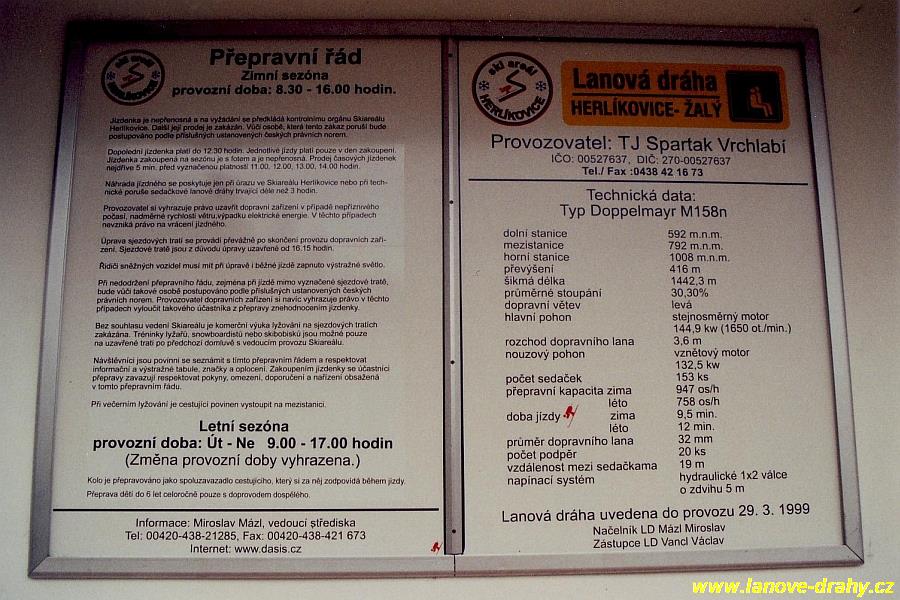 ski areál
HERLÍKOVICE
Přepravní řád
Zimní sezóna
provozní doba: 8.30 - 16.00 hodin.
Jízdenka je nepřenosná a na vyžádání se předkládá kontrolnímu orgánu Skiareálu
Herlíkovice. Další její prodej je zakázán. Vůči osobě, která tento zákaz poruší bude
postupováno podle příslušných ustanovených českých právních norem.
Dopolední jízdenka platí do 12.30 hodin. Jednotlivé jízdy platí pouze v den zakoupení.
Jízdenka zakoupená na sezónu je s fotem a je nepřenosná. Prodej časových jízdenek
nejdříve 5 min. před vyznačenou platností 11.00, 12.00, 13.00, 14.00 hodin.
Náhrada jízdného se poskytuje jen při úrazu ve Skiareálu Herlíkovice nebo při tech-
nické poruše sedačkové lanové dráhy trvající déle než 3 hodin.
Provozovatel si vyhrazuje právo uzavřít dopravní zařízení v případě nepříznivého
počasí, nadměrné rychlosti větru,výpadku elektrické energie. V těchto případech
nevzniká právo na vrácení jízdného.
Úprava sjezdových tratí se provádí převážně po skončení provozu dopravních zaří-
zení. Sjezdové tratě jsou z důvodu úpravy uzavřené od 16.15 hodin.
Řidiči sněžných vozidel musí mít při úpravě i běžné jízdě zapnuto výstražné světlo.
Při nedodržení přepravního řádu, zejména při jízdě mimo vyznačené sjezdové tratě,
bude vůči takové osobě postupováno podle příslušných ustanovených českých
právních norem. Provozovatel dopravních zařízení si navíc vyhrazuje právo v těchto
případech vyloučit takového účastníka z přepravy znehodnocením jízdenky.
Bez souhlasu vedení Skiareálu je komerční výuka lyžování na sjezdových tratích
zakázána. Tréninky lyžařů, snowboardistů nebo skibobistů jsou možné pouze
na uzavřené trati po předchozí domluvě s vedoucím provozu Skiareálu.
Návštěvníci jsou povinni se seznámit s tímto přepravním řádem a respektovat
informační a výstražné tabule, značky a oplocení. Zakoupením jízdenky se účastníci
přepravy zavazují respektovat pokyny, omezení, doporučení a nařízení obsažená
v tomto přepravním řádu.
Při večerním lyžování je cestující povinen vystoupit na mezistanici.
Letní sezóna
provozní doba: Út - Ne 9.00 - 17.00 hodin
(Změna provozní doby vyhrazena.)
Kolo je přepravováno jako spoluzavazadlo cestujícího, který si za něj zodpovídá během jízdy.
Přeprava dětí do 6 let celoročně pouze s doprovodem dospělého.
Informace: Miroslav Mázl, vedoucí střediska
Tel: 00420-438-21285, Fax: 00420-438-421 673
Internet: www.dasis.cz
ski areál
HERLÍKOVICE
Lanová dráha
HERLÍKOVICE- ŽALÝ
Provozovatel: TJ Spartak Vrchlabí
IČO: 00527637, DIČ: 270-00527637
Tel./ Fax :0438 42 16 73
Technická data:
Typ Doppelmayr M158n
dolní stanice 592 m.n.m.
mezistanice 792 m.n.m.
horní stanice 1008 m.n.m.
převýšení 416 m
šikmá délka 1442,3 m
průměrné stoupání 30,30%
dopravní větev levá
hlavní pohon stejnosměrný motor
144,9 kw (1650 ot./min.)
rozchod dopravního lana 3,6 m
nouzový pohon vznětový motor
132,5 kw
počet sedaček 153 ks
přepravní kapacita zima 947 os/h
léto 758 os/h
doba jízdy zima 9,5 min.
léto 12 min.
průměr dopravního lana 32 mm
počet podpěr 20 ks
vzdálenost mezi sedačkama 19 m
napínací systém hydraulické 1x2 válce
o zdvihu 5 m
Lanová dráha uvedena do provozu 29. 3. 1999
Náčelník LD Mázl Miroslav
Zástupce LD Vancl Václav
www.lanove-drahy.cz